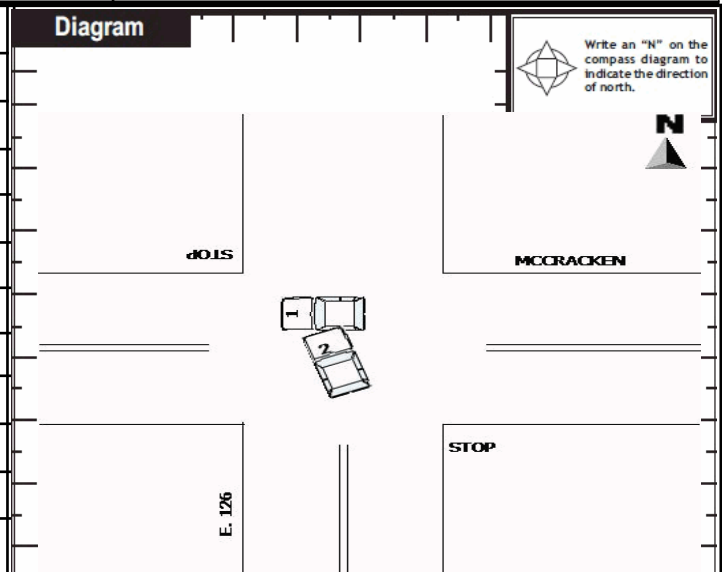 Diagram
Write an “N” on the
compass diagram to
indicate the direction
of north.
N
STOP
MCCRACKEN
1
2
STOP
E. 126